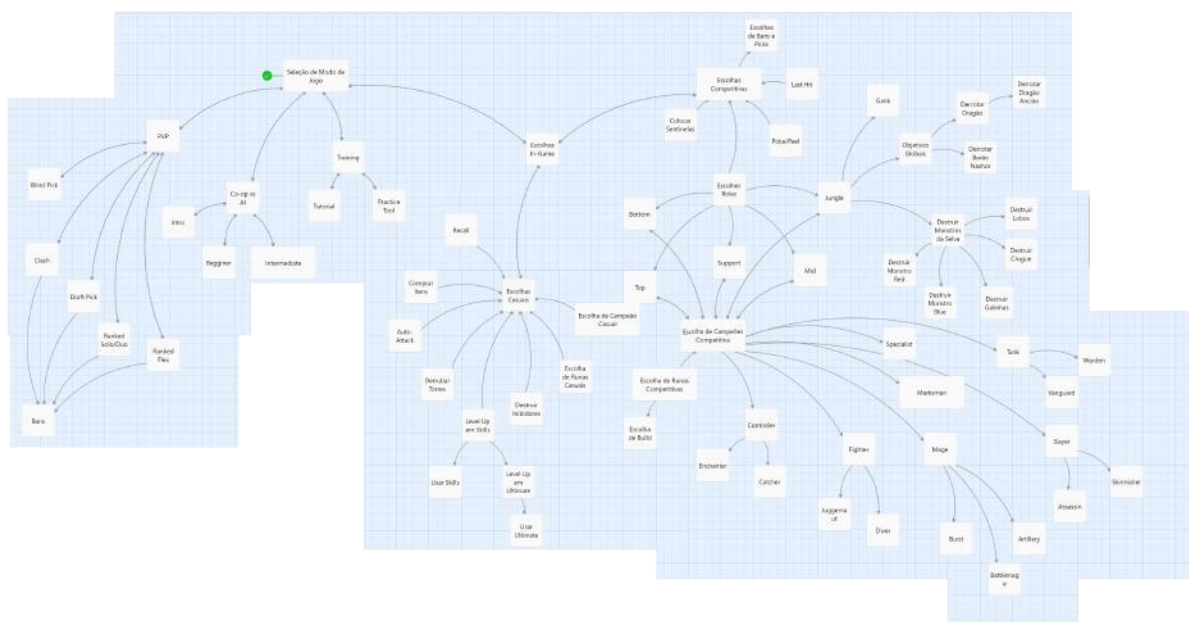 Seleção de Modo de
Jogo
PVP
Blind Pick
Clash
Draft Pick
Ranked
Solo/Duo
Ranked
Flex
Bans
Co-op vs
AI
Intro
Begginer
Intermediate
Training
Tutorial
Practice
Tool
Escolhas
In-Game
Escolhas
Competitivas
Escolhas
de Bans e
Picks
Last Hit
Colocar
Sentinelas
Poke/Peel
Escolher
Roles
Bottom
Top
Support
Mid
Jungle
Gank
Objetivos
Globais
Derrotar
Dragão
Derrotar
Dragão
Ancião
Derrotar
Barão
Nashor
Destruir
Monstros
da Selva
Destruir
Lobos
Destruir
Destruir
Galinhas
Destruir
Monstro
Blue
Destruir
Monstro
Red
Escolhas
Casuais
Recall
Comprar
Itens
Auto-
Attack
Derrubar
Torres
Level Up
em Skills
Usar Skills
Level Up
em
Ultimate
Usar
Ultimate
Destruir
Inibidores
Escolha
de Runas
Casuais
Escolha de Campeão
Casual
Escolha de Campeões
Competitiva
Escolha de Runas
Competitivas
Escolha
de Build
Controller
Enchanter
Catcher
Fighter
Juggerna
ut
Diver
Mage
Burst
Battlemag
e
Artillery
Slayer
Assassin
Skirmisher
Marksman
Specialist
Tank
Warden
Vanguard